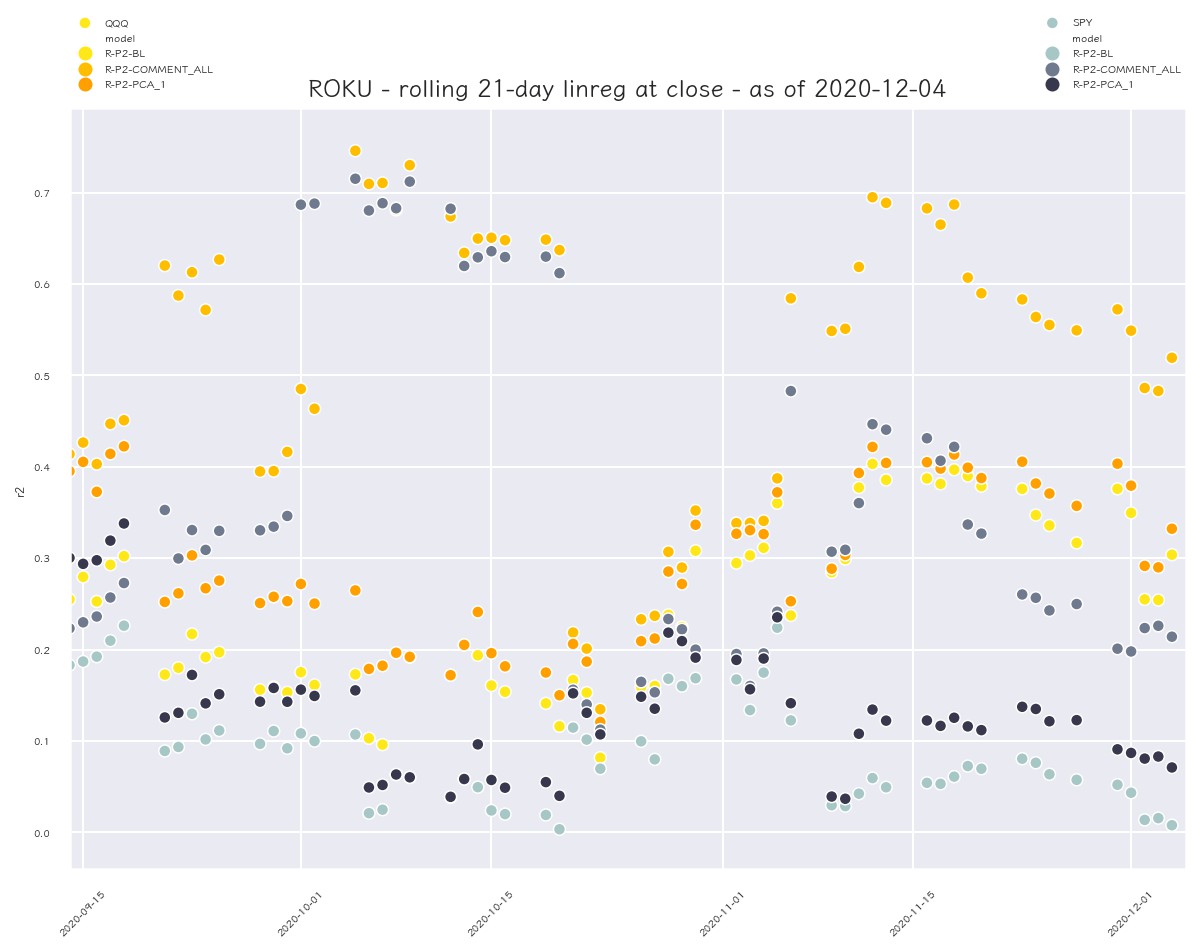 QQQ
model
R-P2-BL
R-P2-COMMENT_ALL
R-P2-PCA_1
SPY
model
R-P2-BL
R-P2-COMMENT_ALL
R-P2-PCA_1
ROKU - rolling 21-day linreg at close - as of 2020-12-04
r2
0.7
0.6
0.5
0.4
0.3
0.2
0.1
0.0
2020-09-15
2020-10-01
2020-10-15
2020-11-01
2020-11-15
2020-12-01